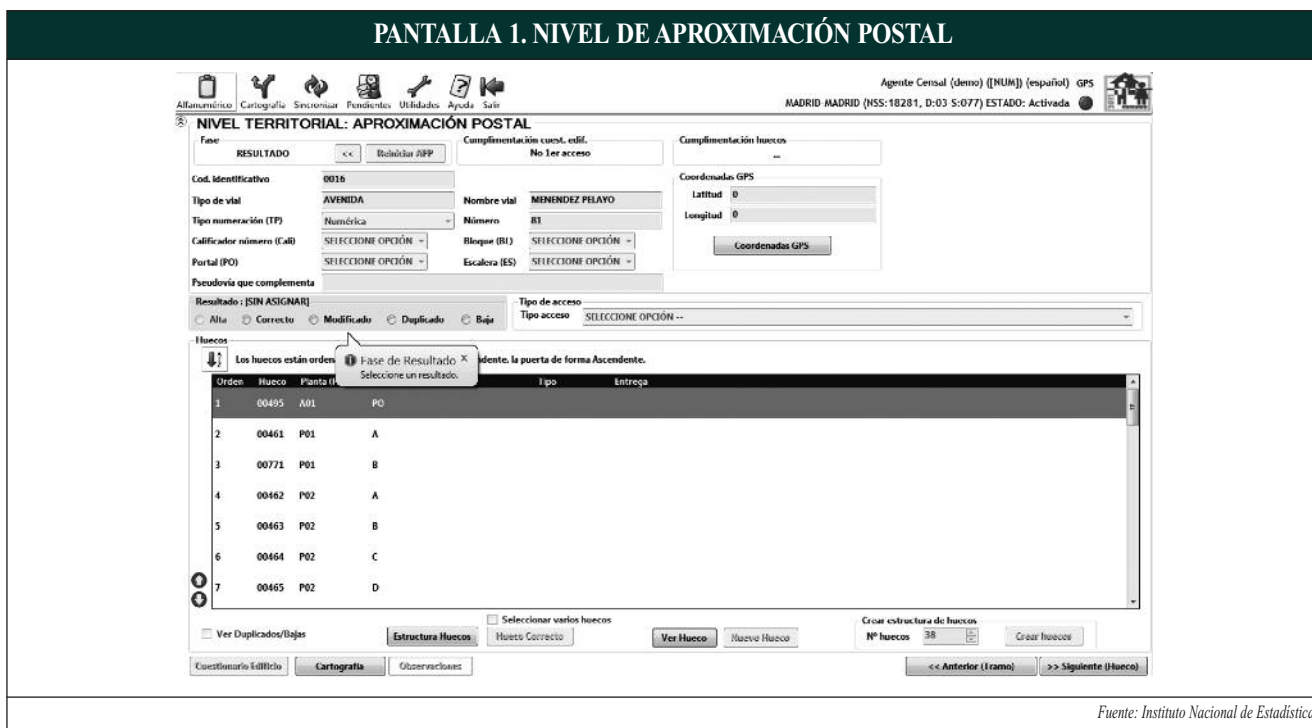 PANTALLA 1. NIVEL DE APROXIMACIÓN POSTAL
Alfanumérico Cartografía Sincronizar Pendientes Utilidades Ayuda Salir
Agente Censal (demo) ([NUM]) (español) GPS
MADRID-MADRID (NSS:18281, D:03 S:077) ESTADO: Activada
NIVEL TERRITORIAL: APROXIMACIÓN POSTAL
Fase
RESULTADO << Reiniciar APP
Cumplimentación cuest. edif.
No 1er acceso
Cumplimentación huecos
--
Cod. Identificativo 0016
Tipo de vial AVENIDA Nombre vial MENENDEZ PELAYO
Tipo numeración (TP) Numérica Número 81
Calificador número (Cali) SELECCIONE OPCIÓN Bloque (BL) SELECCIONE OPCIÓN
Portal (PO) SELECCIONE OPCIÓN Escalera (ES) SELECCIONE OPCIÓN
Pseudovía que complementa
Coordenadas GPS
Latitud 0
Longitud 0
Coordenadas GPS
Resultado : [SIN ASIGNAR]
Alta Correcto Modificado Duplicado Baja
Tipo de acceso
Tipo acceso SELECCIONE OPCIÓN --
Huecos
Los huecos están orden
dente, la puerta de forma Ascendente.
Fase de Resultado x
Seleccione un resultado.
Orden Hueco Planta (P Tipo Entrega
1 00495 A01 PO
2 00461 P01 A
3 00771 P01 B
4 00462 P02 A
5 00463 P02 B
6 00464 P02 C
7 00465 P02 D
Seleccionar varios huecos
Ver Duplicados/Bajas Estructura Huecos Hueco Correcto Ver Hueco Nuevo Hueco
Crear estructura de huecos
Nº huecos 38 Crear huecos
Cuestionario Edificio Cartografía Observaciones << Anterior (Tramo) >> Siguiente (Hueco)
Fuente: Instituto Nacional de Estadística